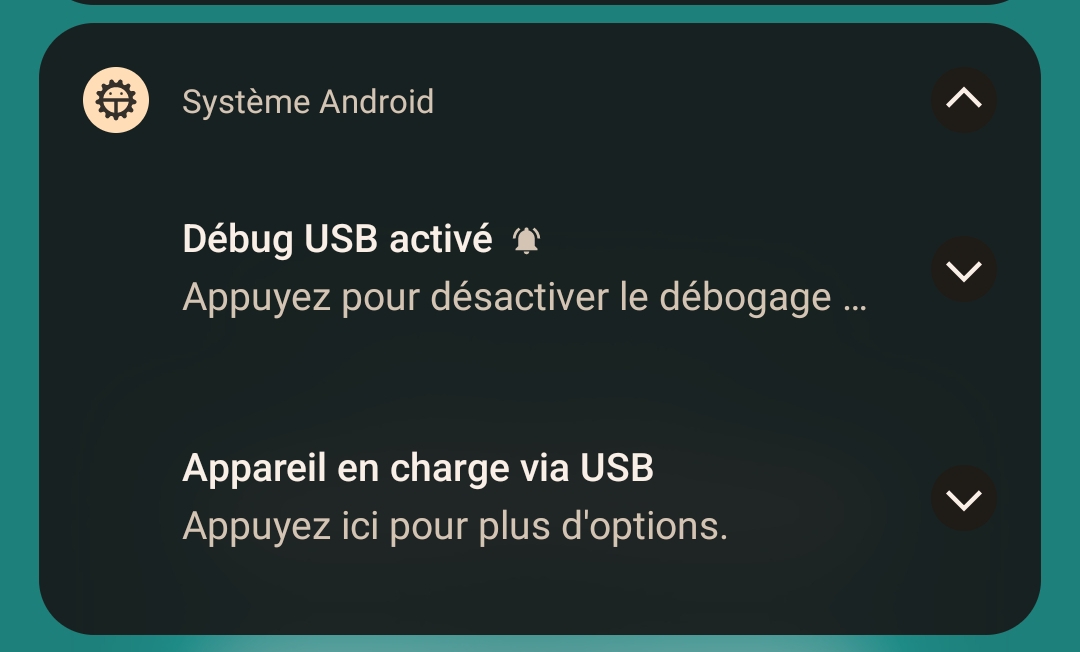 Système Android
Débug USB activé
Appuyez pour désactiver le débogage ...
Appareil en charge via USB
Appuyez ici pour plus d'options.